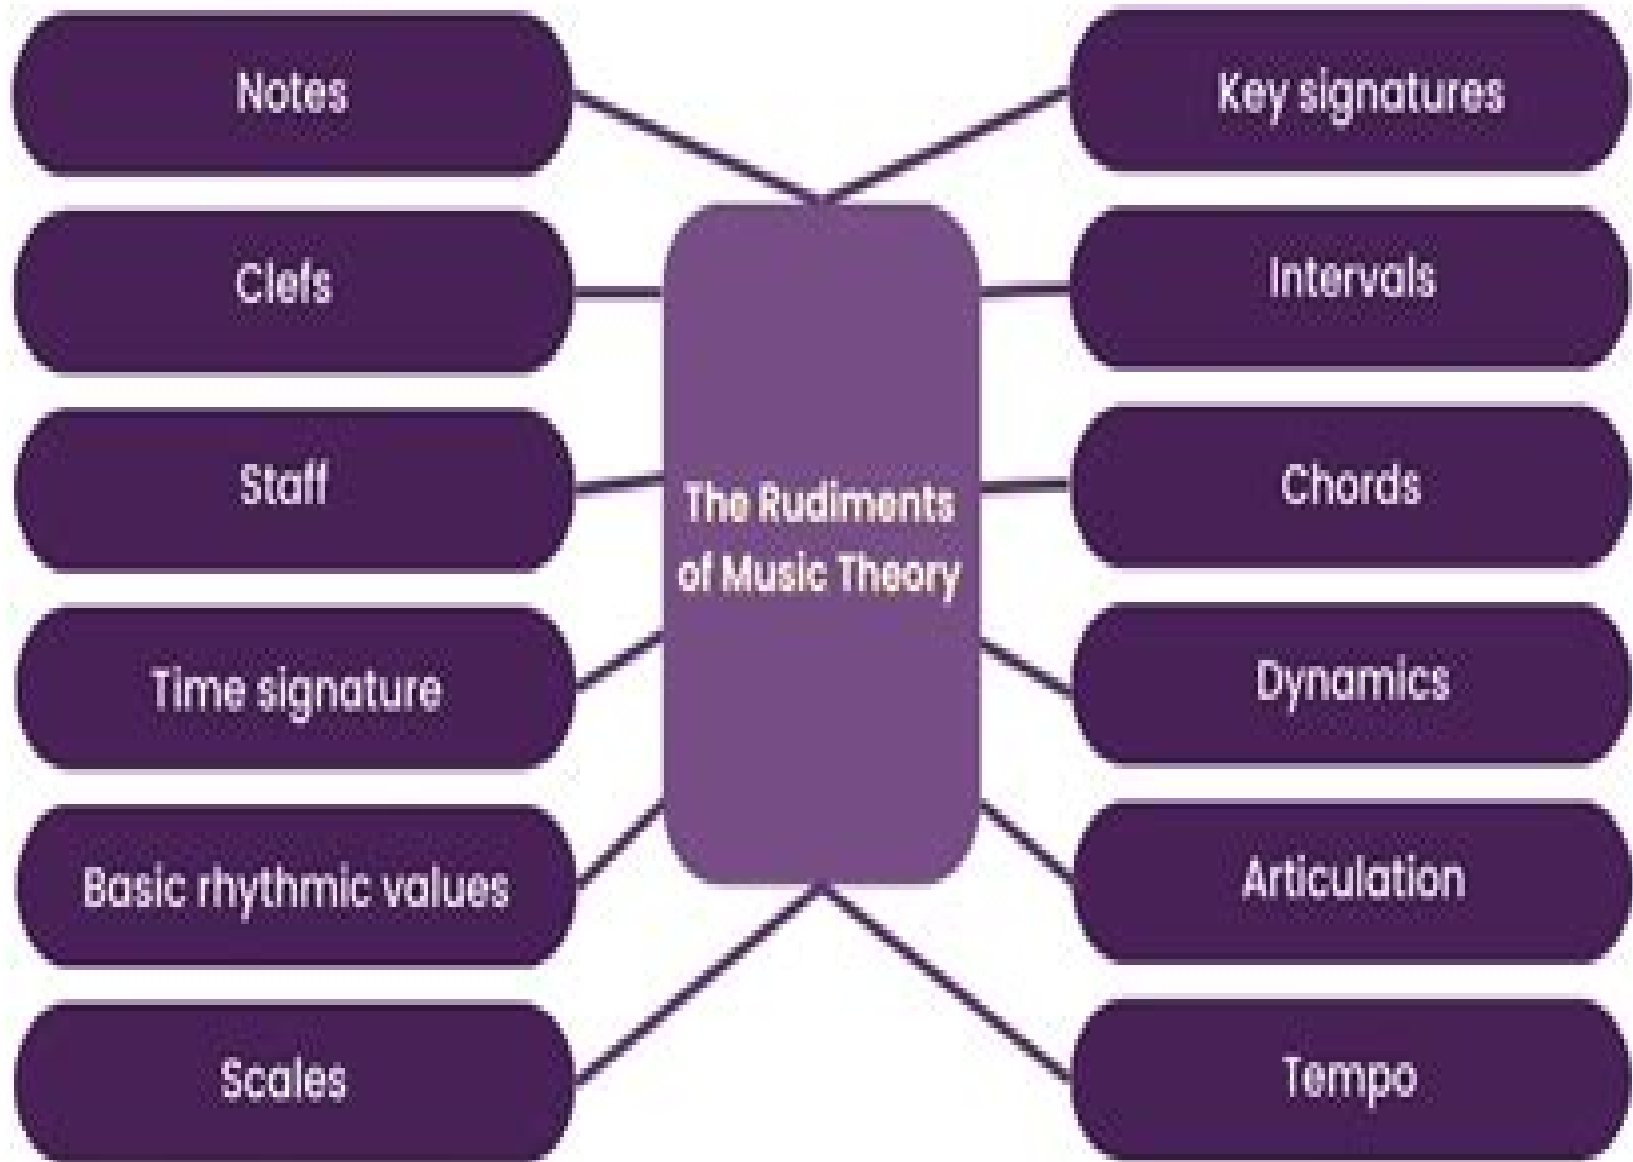 Notes
Clefs
Staff
Time signature
Basic rhythmic values
Scales
The Rudiments
of Music Theory
Key signatures
Intervals
Chords
Dynamics
Articulation
Tempo